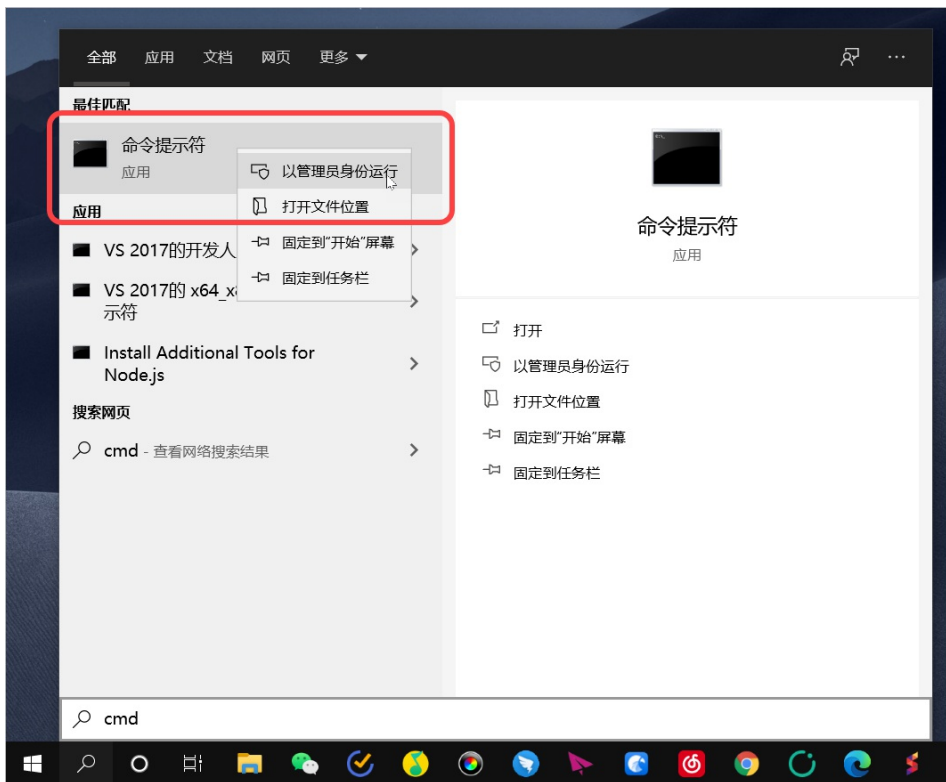 全部 应用 文档 网页 更多
最佳匹配
命令提示符
应用
以管理员身份运行
打开文件位置
固定到"开始"屏幕
固定到任务栏
应用
VS 2017的开发人
VS 2017的 x64_x
示符
Install Additional Tools for
Node.js
搜索网页
cmd - 查看网络搜索结果
命令提示符
应用
打开
以管理员身份运行
打开文件位置
固定到"开始"屏幕
固定到任务栏
cmd